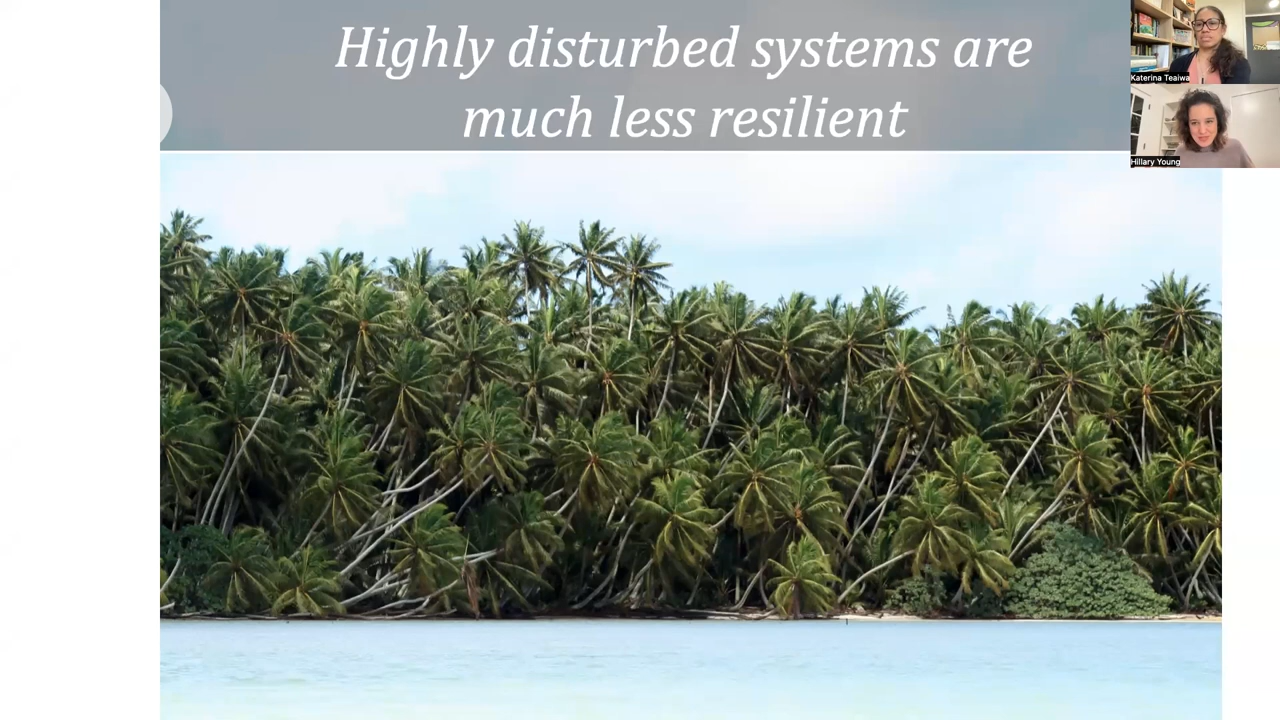 Highly disturbed systems are
much less resilient
Katerina Teaiwa
Hillary Young